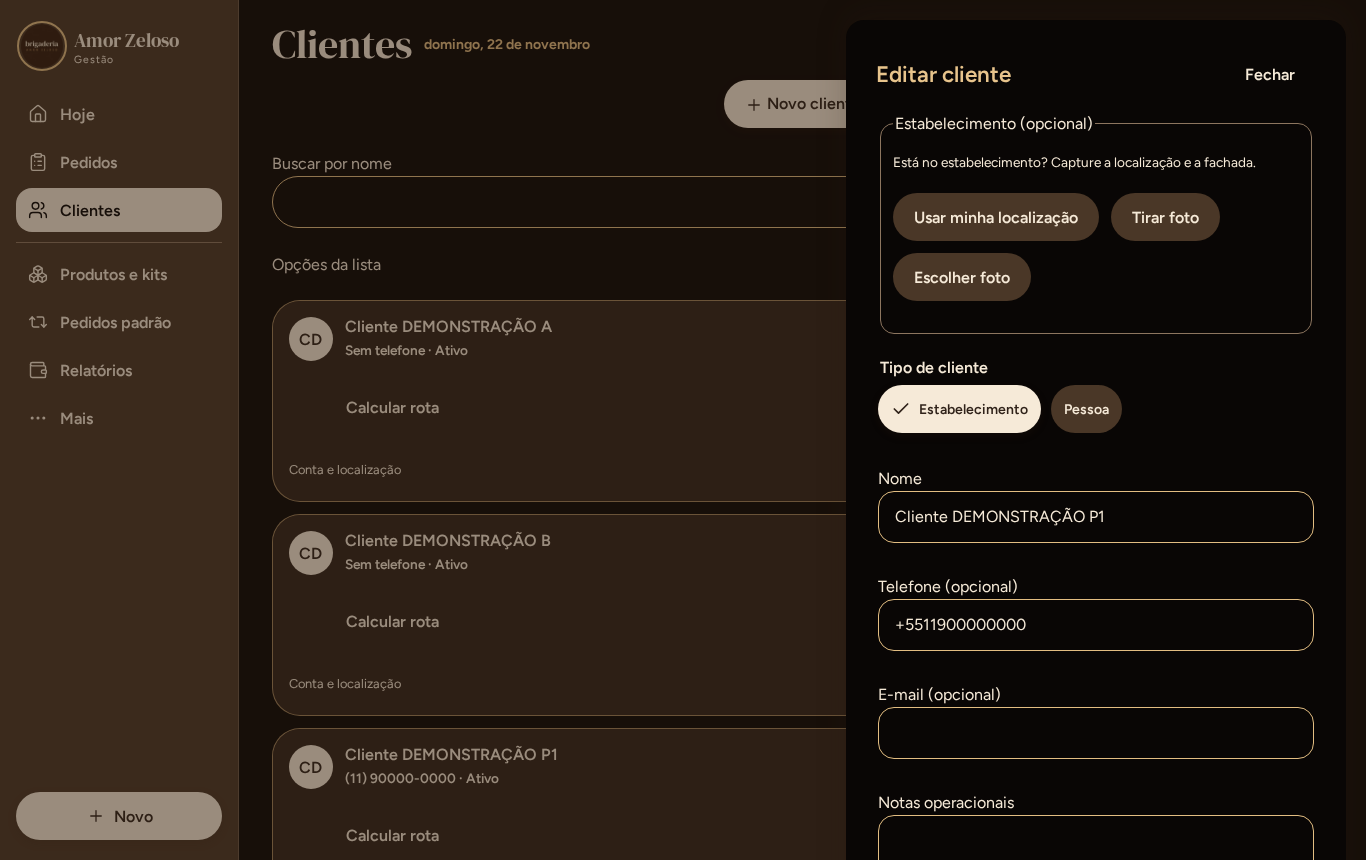 brigaderia
Amor Zeloso
Gestão
Hoje
Pedidos
Clientes
Produtos e kits
Pedidos padrão
Relatórios
Mais
Novo
Clientes
domingo, 22 de novembro
Novo clien
Buscar por nome
Opções da lista
CD
Cliente DEMONSTRAÇÃO A
Sem telefone · Ativo
Calcular rota
Conta e localização
CD
Cliente DEMONSTRAÇÃO B
Sem telefone · Ativo
Calcular rota
Conta e localização
CD
Cliente DEMONSTRAÇÃO P1
(11) 90000-0000 · Ativo
Calcular rota
Editar cliente
Fechar
Estabelecimento (opcional)
Está no estabelecimento? Capture a localização e a fachada.
Usar minha localização
Tirar foto
Escolher foto
Tipo de cliente
Estabelecimento
Pessoa
Nome
Cliente DEMONSTRAÇÃO P1
Telefone (opcional)
+5511900000000
E-mail (opcional)
Notas operacionais